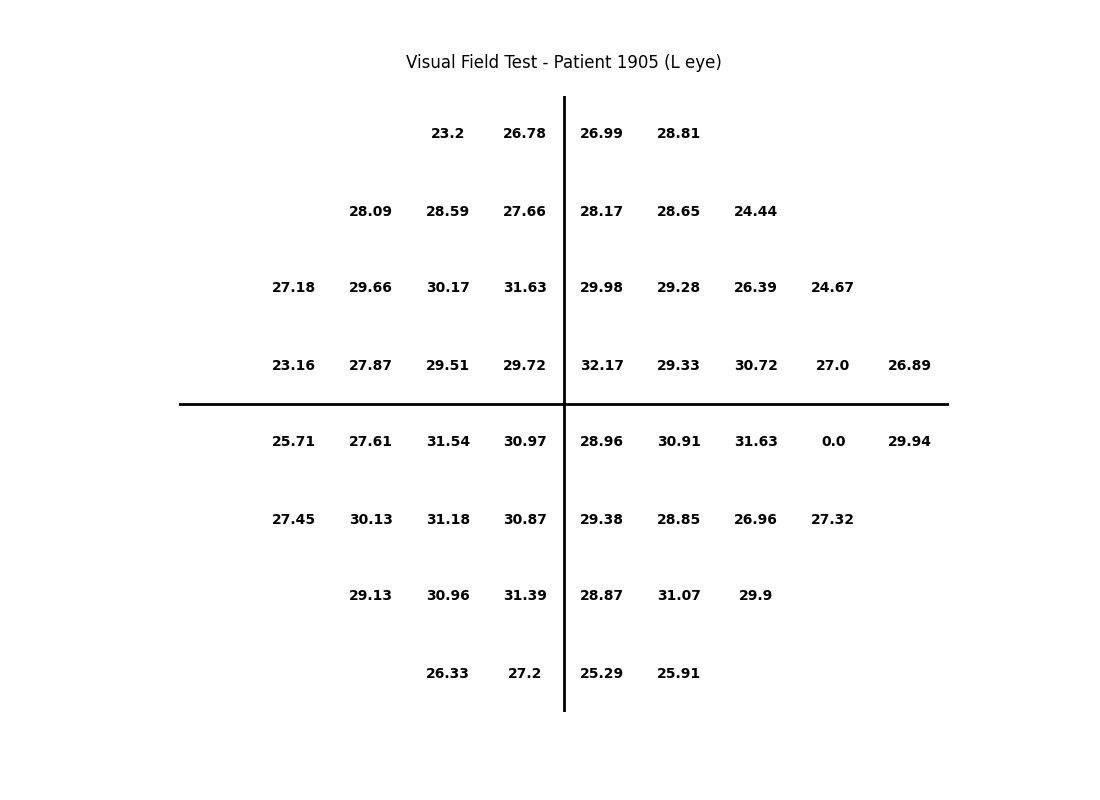 Visual Field Test - Patient 1905 (L eye)
23.2 26.78 26.99 28.81
28.09 28.59 27.66 28.17 28.65 24.44
27.18 29.66 30.17 31.63 29.98 29.28 26.39 24.67
23.16 27.87 29.51 29.72 32.17 29.33 30.72 27.0 26.89
25.71 27.61 31.54 30.97 28.96 30.91 31.63 0.0 29.94
27.45 30.13 31.18 30.87 29.38 28.85 26.96 27.32
29.13 30.96 31.39 28.87 31.07 29.9
26.33 27.2 25.29 25.91